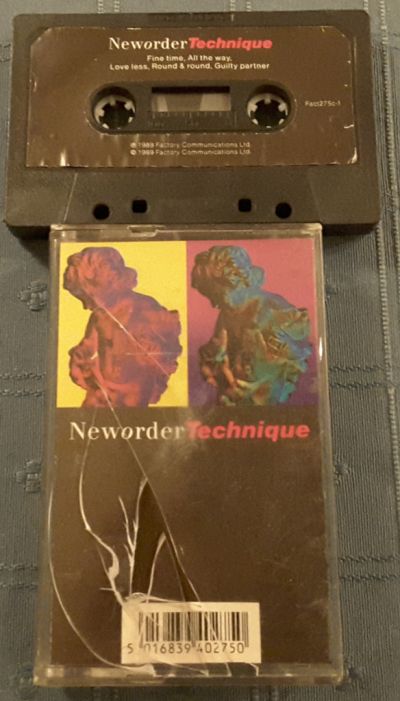 Neworder Technique
Fine time, All the way,
Love less, Round & round, Guilty partner
Fact275c-1
℗ 1989 Factory Communications Ltd.
© 1989 Factory Communications Ltd.
Neworder Technique
5 016839 402750